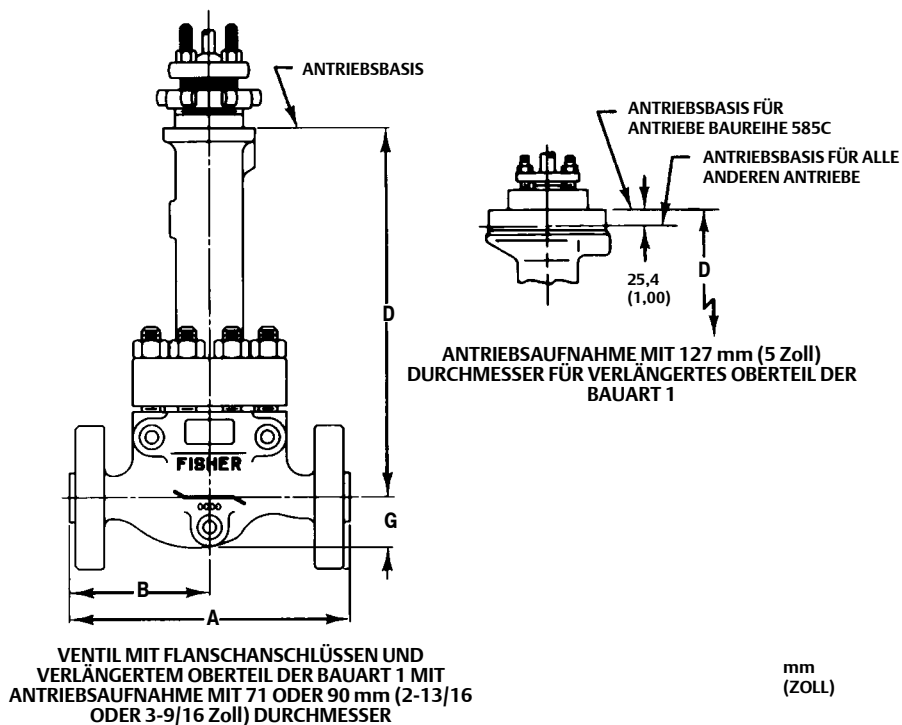 ANTRIEBSBASIS
D
FISHER
G
B
A
VENTIL MIT FLANSCHANSCHLÜSSEN UND
VERLÄNGERTEM OBERTEIL DER BAUART 1 MIT
ANTRIEBSAUFNAHME MIT 71 ODER 90 mm (2-13/16
ODER 3-9/16 Zoll) DURCHMESSER
ANTRIEBSBASIS FÜR
ANTRIEBE BAUREIHE 585C
ANTRIEBSBASIS FÜR ALLE
ANDEREN ANTRIEBE
25,4
(1,00)
D
ANTRIEBSAUFNAHME MIT 127 mm (5 Zoll)
DURCHMESSER FÜR VERLÄNGERTES OBERTEIL DER
BAUART 1
mm
(ZOLL)